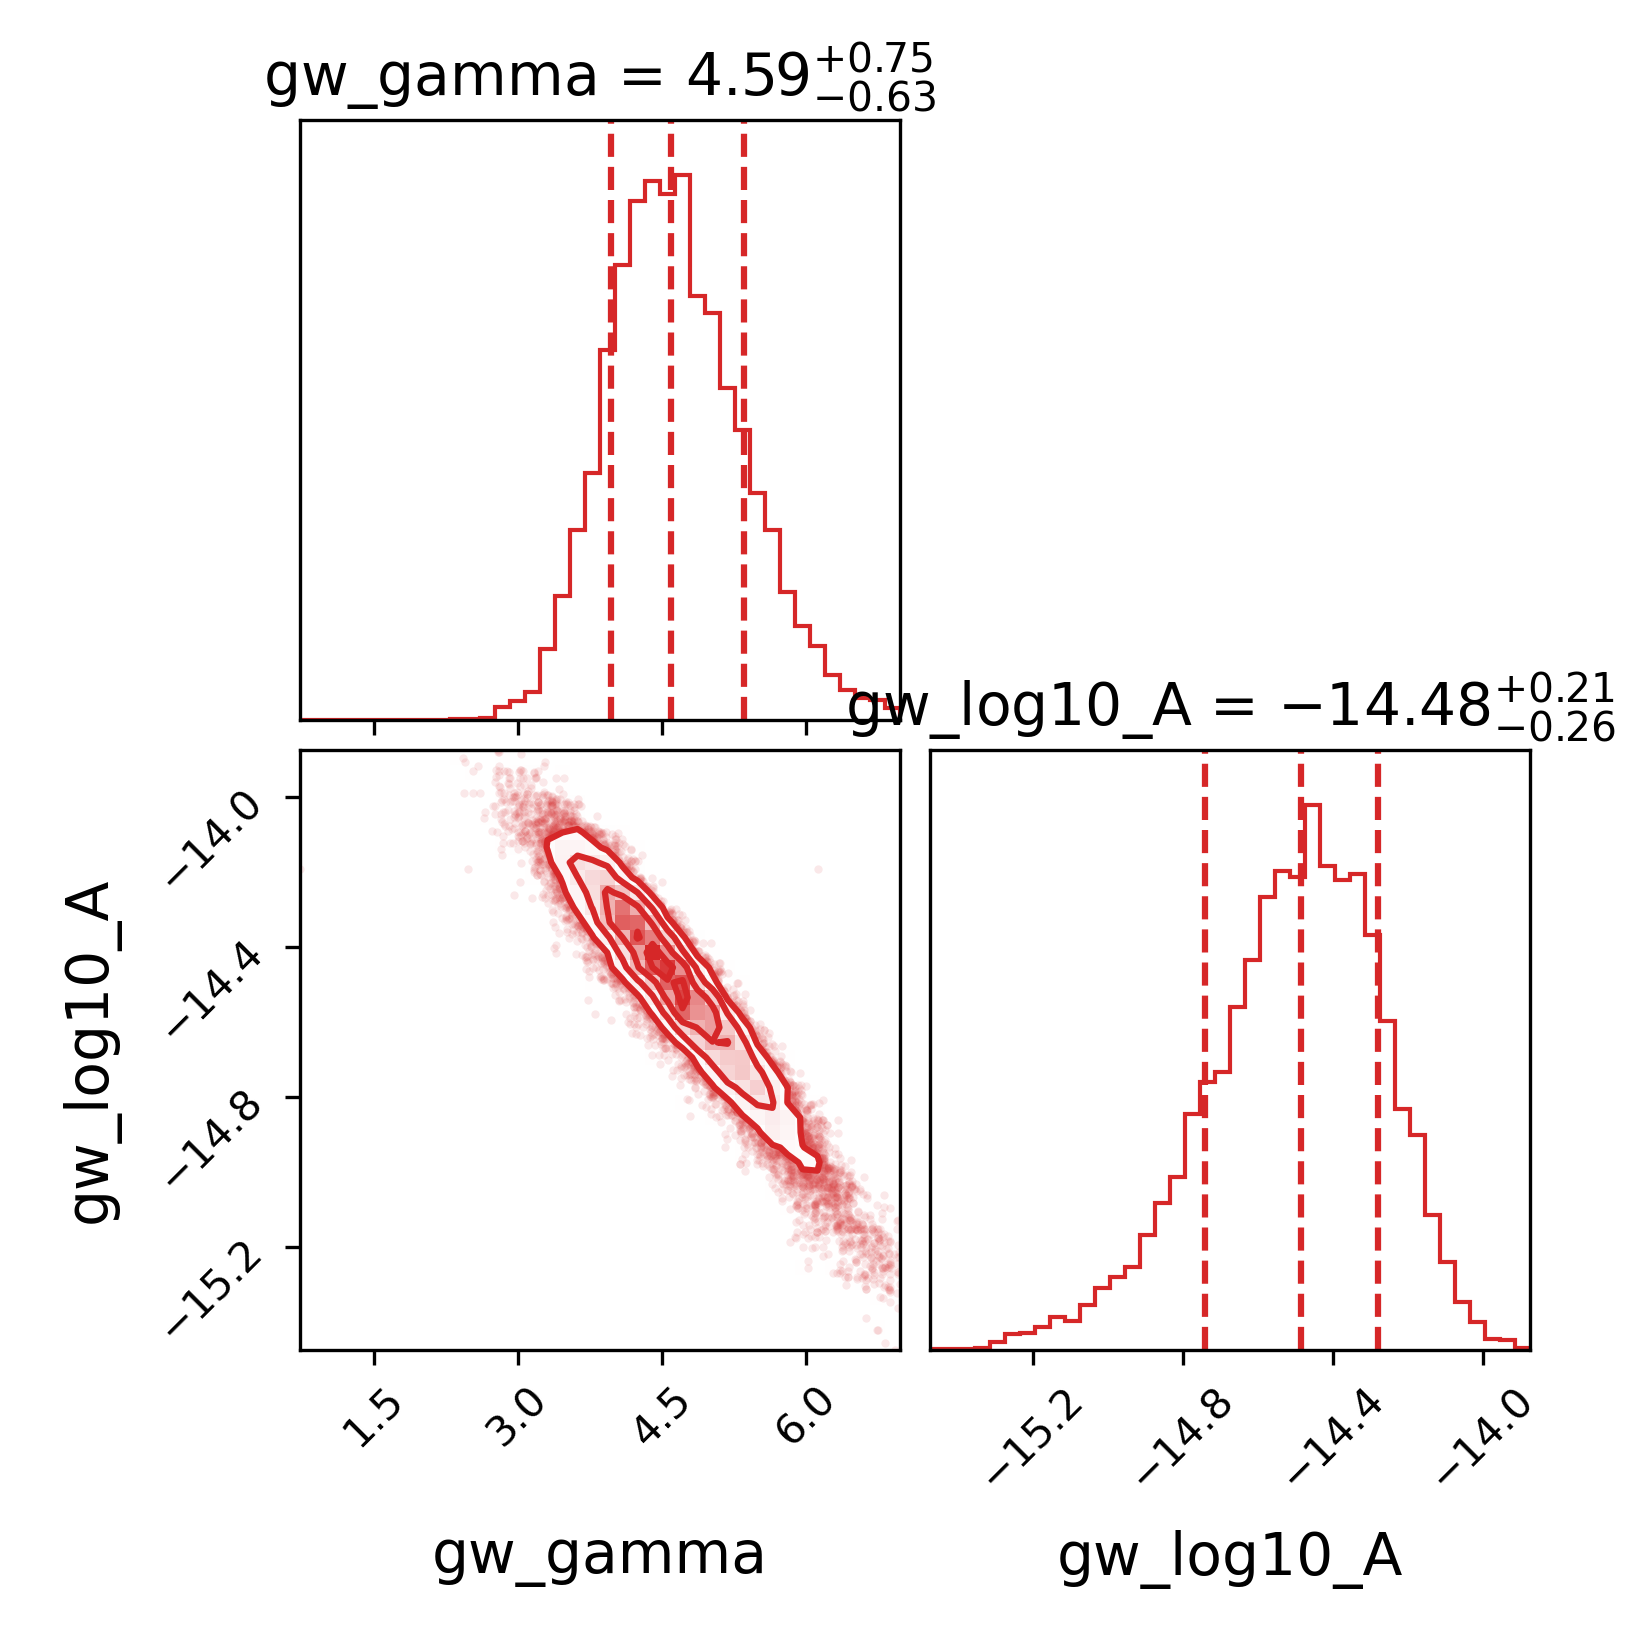 gw_gamma = 4.59+0.75−0.63
gw_log10_A = −14.48+0.21−0.26
gw_log10_A
−14.0
−14.4
−14.8
−15.2
1.5 3.0 4.5 6.0
−15.2 −14.8 −14.4 −14.0
gw_gamma
gw_log10_A